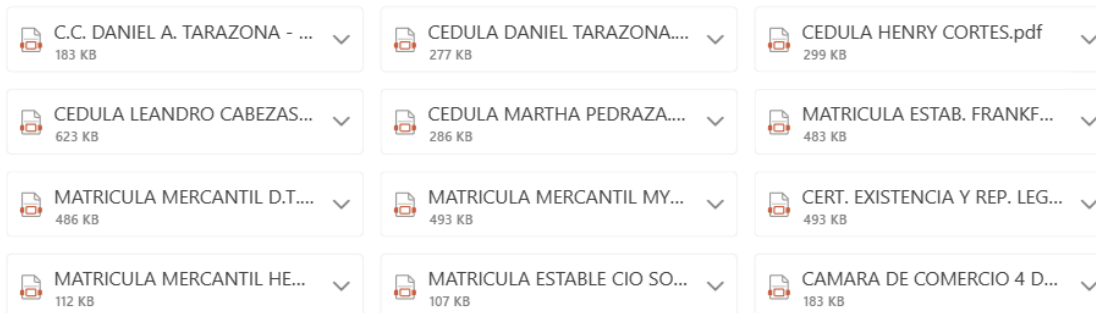 C.C. DANIEL A. TARAZONA - ...
183 KB
CEDULA DANIEL TARAZONA....
277 KB
CEDULA HENRY CORTES.pdf
299 KB
CEDULA LEANDRO CABEZAS...
623 KB
CEDULA MARTHA PEDRAZA....
286 KB
MATRICULA ESTAB. FRANKF...
483 KB
MATRICULA MERCANTIL D.T....
486 KB
MATRICULA MERCANTIL MY...
493 KB
CERT. EXISTENCIA Y REP. LEG...
493 KB
MATRICULA MERCANTIL HE...
112 KB
MATRICULA ESTABLE CIO SO...
107 KB
CAMARA DE COMERCIO 4 D...
183 KB